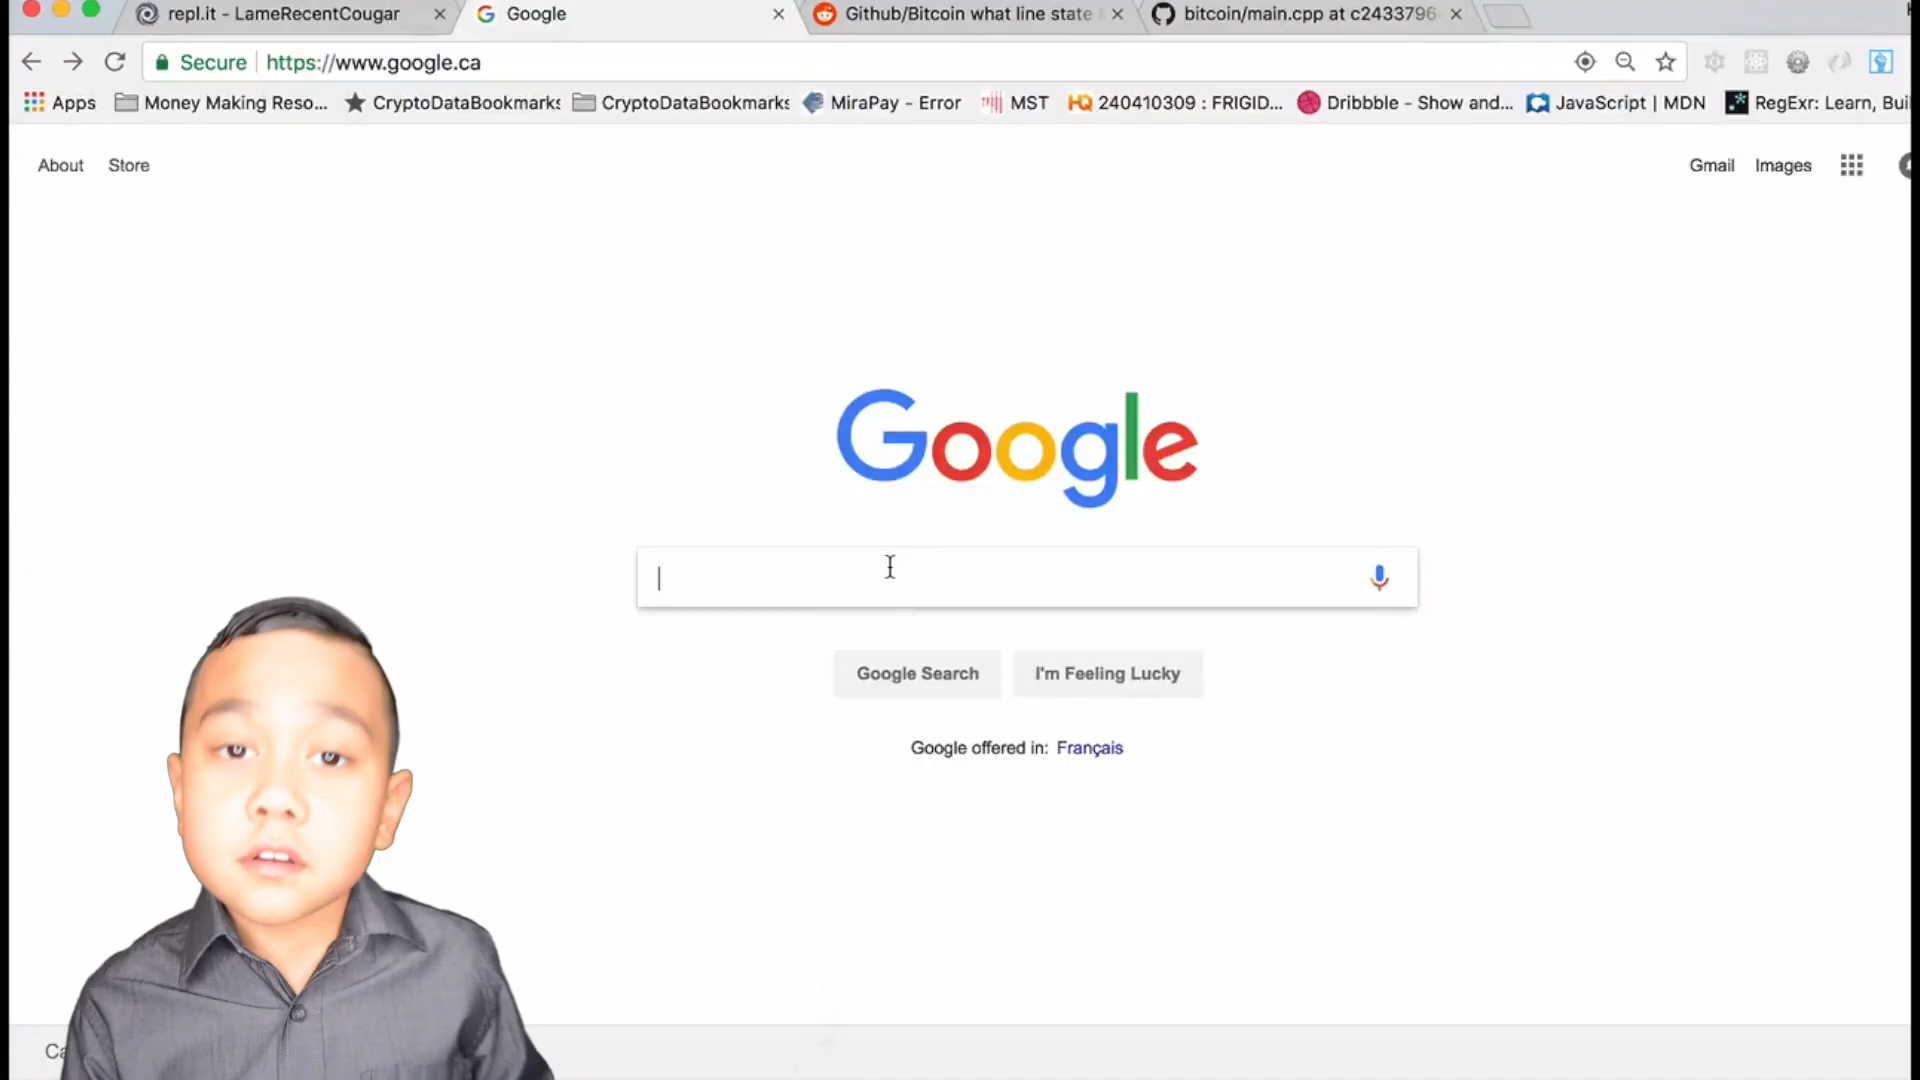 repl.it - LameRecentCougar
Google
Github/Bitcoin what line state
bitcoin/main.cpp at c2433796
Secure https://www.google.ca
Apps
Money Making Reso...
CryptoDataBookmarks
CryptoDataBookmarks
MiraPay - Error
MST
HQ 240410309 : FRIGID...
Dribbble - Show and...
JavaScript | MDN
RegExr: Learn, Bui
About Store
Gmail Images
Google
Google Search I'm Feeling Lucky
Google offered in: Français